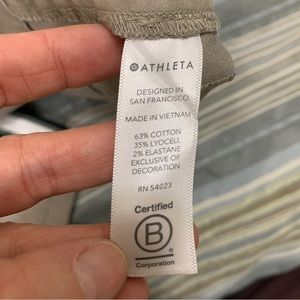 ATHLETA
DESIGNED IN
SAN FRANCISCO
MADE IN VIETNAM
63% COTTON
35% LYOCELL
2% ELASTANE
EXCLUSIVE OF
DECORATION
RN 54023
Certified
B
Corporation